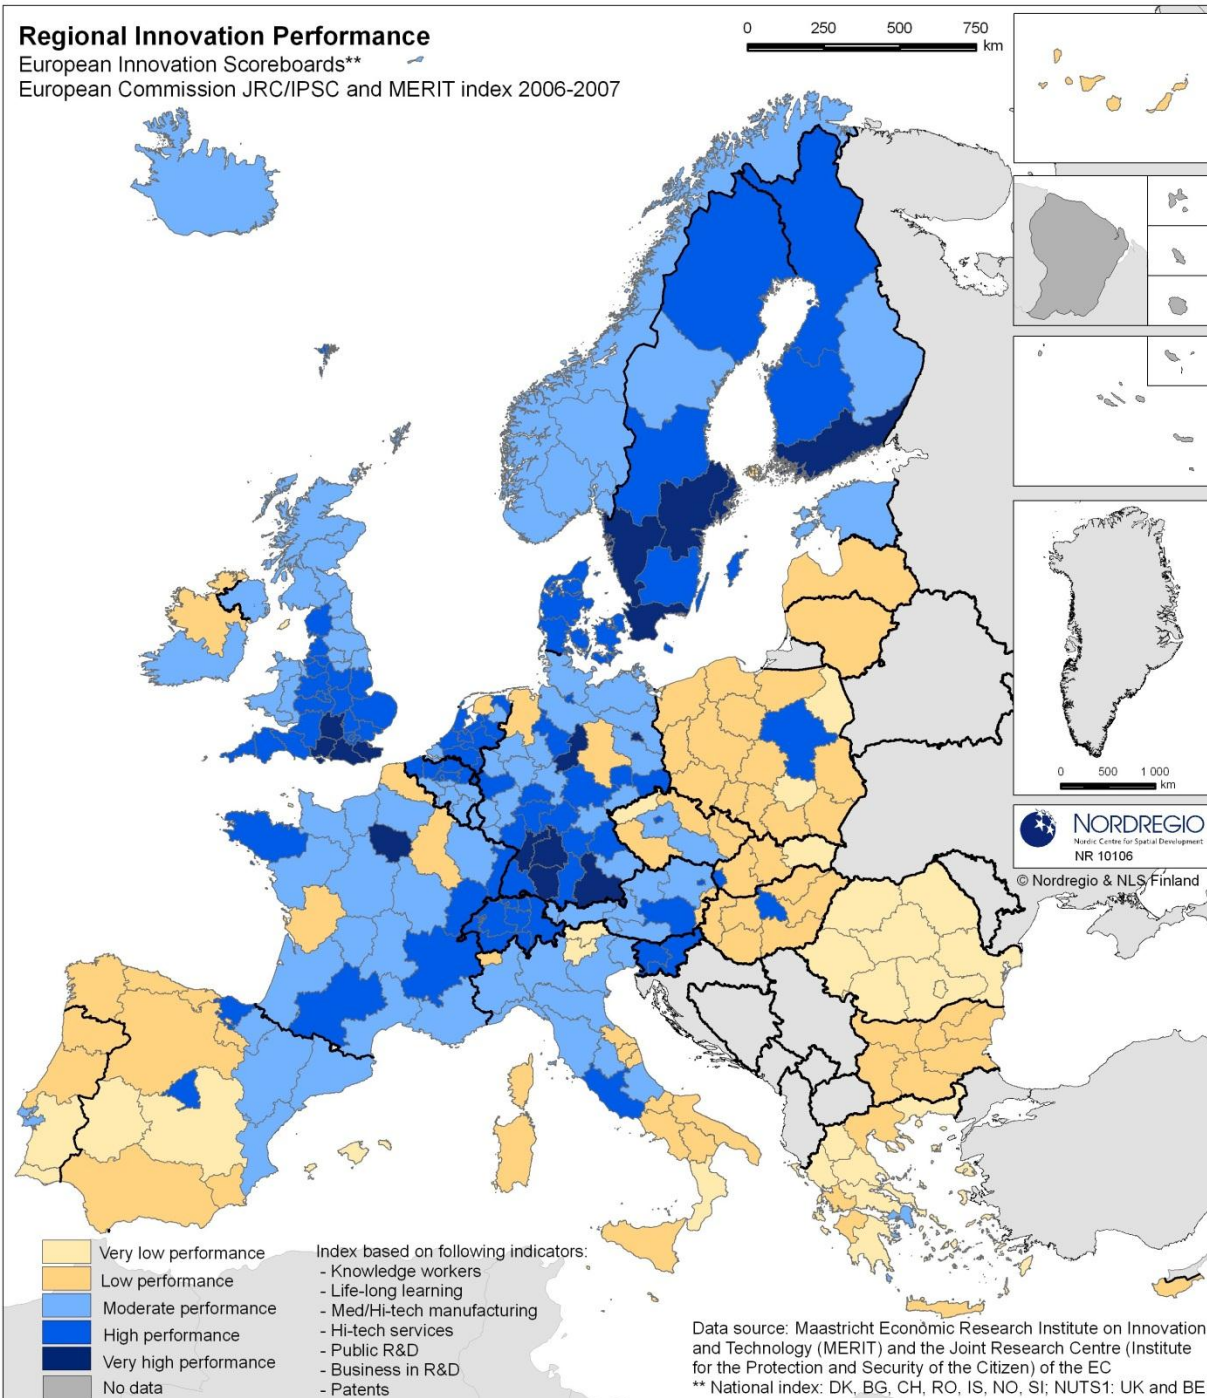 Regional Innovation Performance
European Innovation Scoreboards**
European Commission JRC/IPSC and MERIT index 2006-2007
0 250 500 750
km
0 500 1 000
km
NORDREGIO
Nordic Centre for Spatial Development
NR 10106
© Nordregio & NLS Finland
Very low performance
Low performance
Moderate performance
High performance
Very high performance
No data
Index based on following indicators:
- Knowledge workers
- Life-long learning
- Med/Hi-tech manufacturing
- Hi-tech services
- Public R&D
- Business in R&D
- Patents
Data source: Maastricht Economic Research Institute on Innovation
and Technology (MERIT) and the Joint Research Centre (Institute
for the Protection and Security of the Citizen) of the EC
** National index: DK, BG, CH, RO, IS, NO, SI; NUTS1: UK and BE